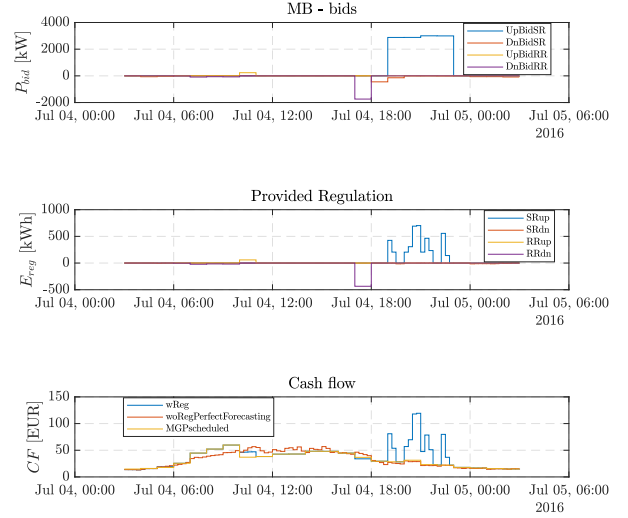 MB - bids
4000
2000
0
-2000
P_bid [kW]
UpBidSR
DnBidSR
UpBidRR
DnBidRR
Jul 04, 00:00 Jul 04, 06:00 Jul 04, 12:00 Jul 04, 18:00 Jul 05, 00:00 Jul 05, 06:00
2016
Provided Regulation
1000
500
0
-500
E_reg [kWh]
SRup
SRdn
RRup
RRdn
Jul 04, 00:00 Jul 04, 06:00 Jul 04, 12:00 Jul 04, 18:00 Jul 05, 00:00 Jul 05, 06:00
2016
Cash flow
150
100
50
0
CF [EUR]
wReg
woRegPerfectForecasting
MGPscheduled
Jul 04, 00:00 Jul 04, 06:00 Jul 04, 12:00 Jul 04, 18:00 Jul 05, 00:00 Jul 05, 06:00
2016